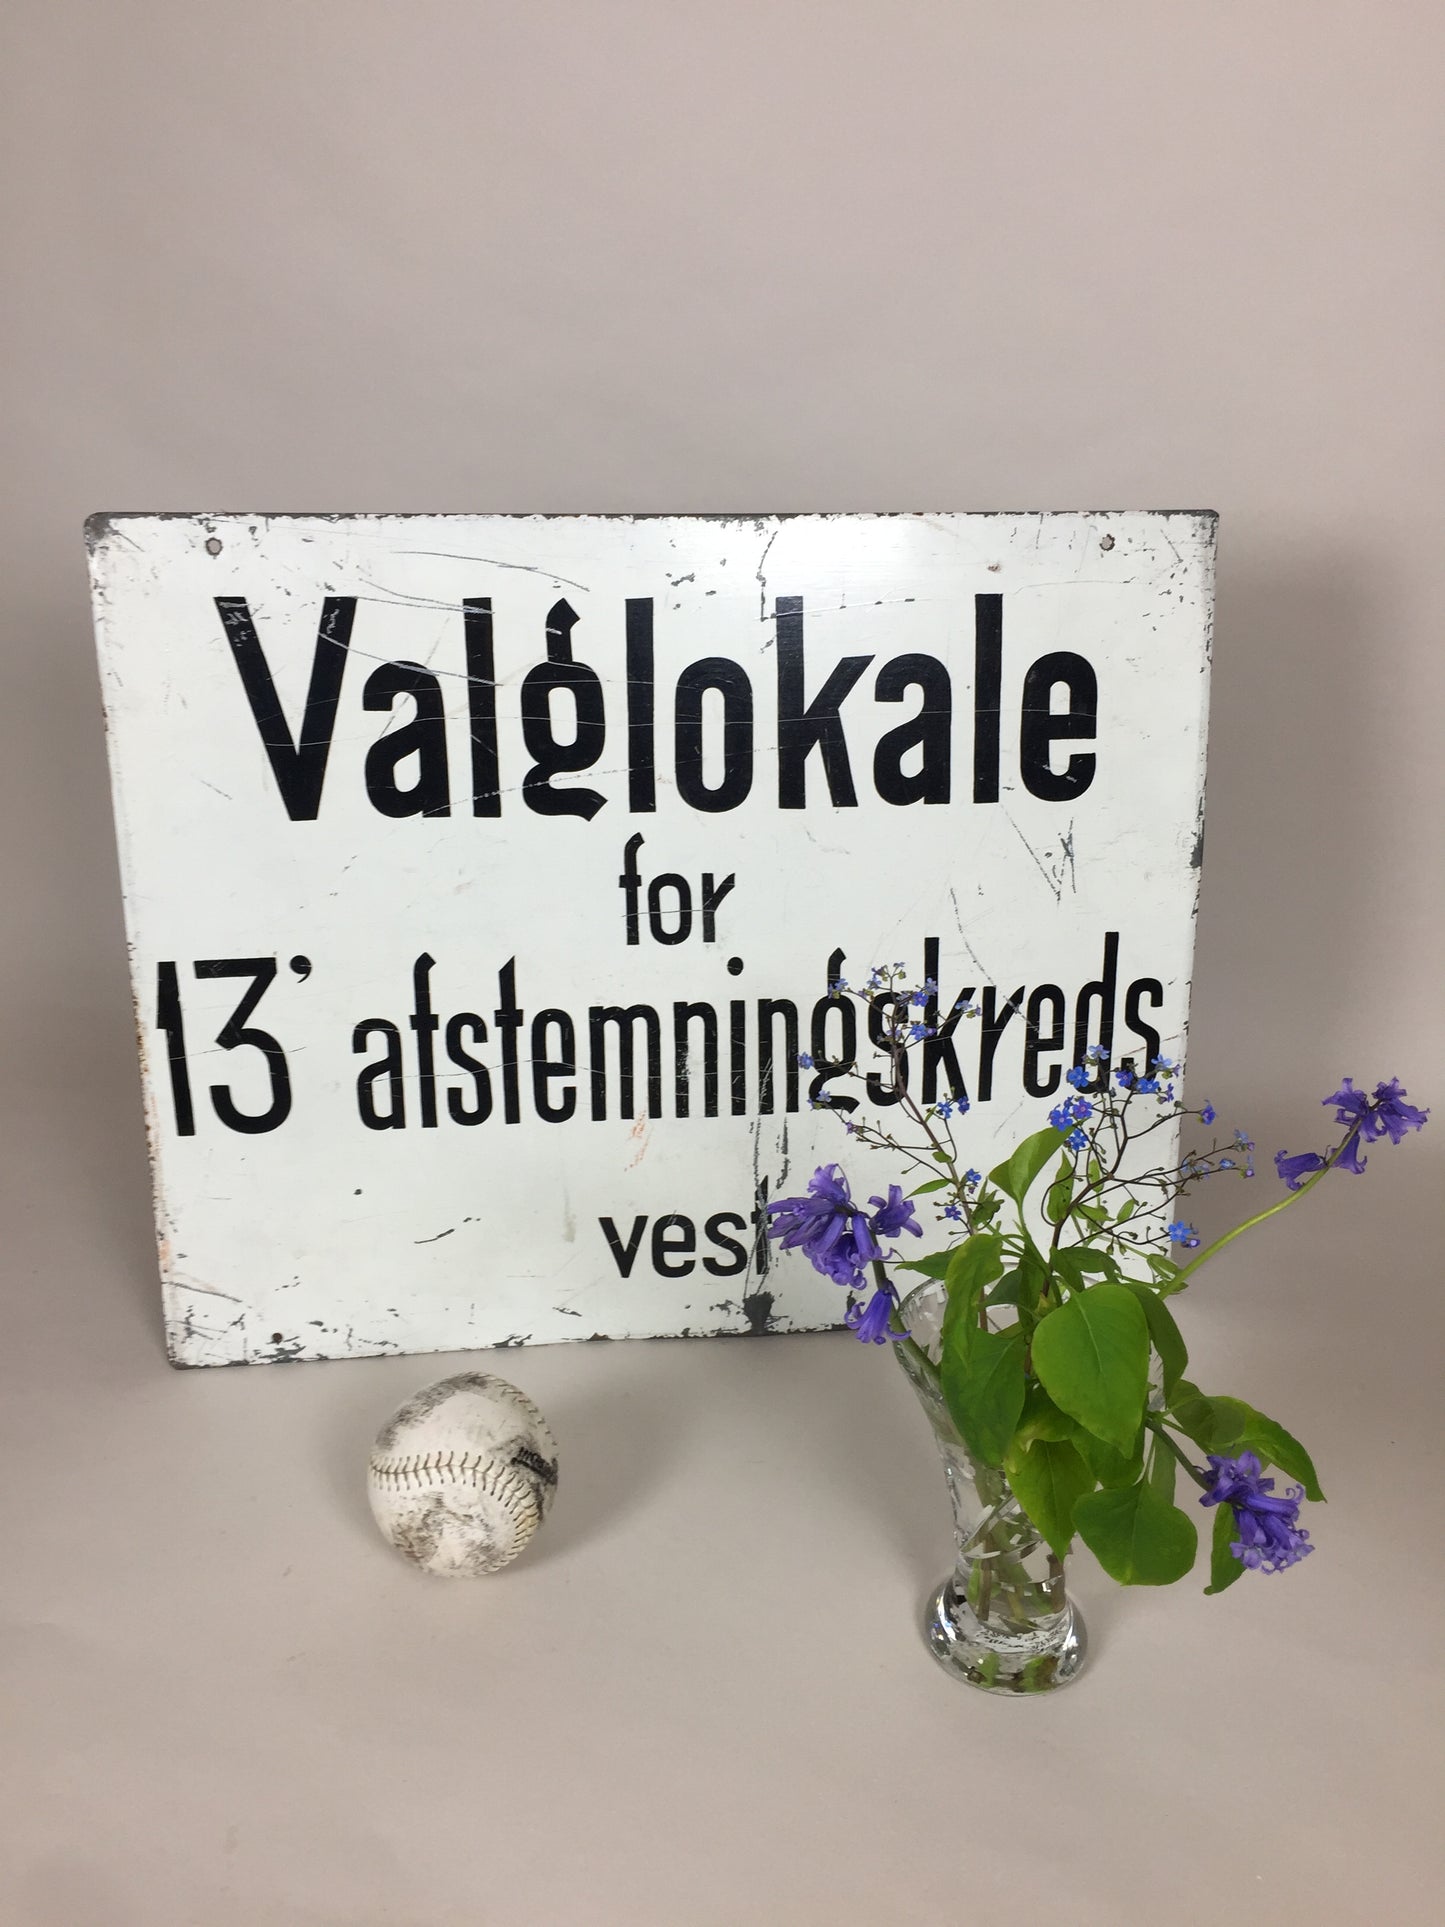 Valglokale
for
13' afstemningskreds
vest